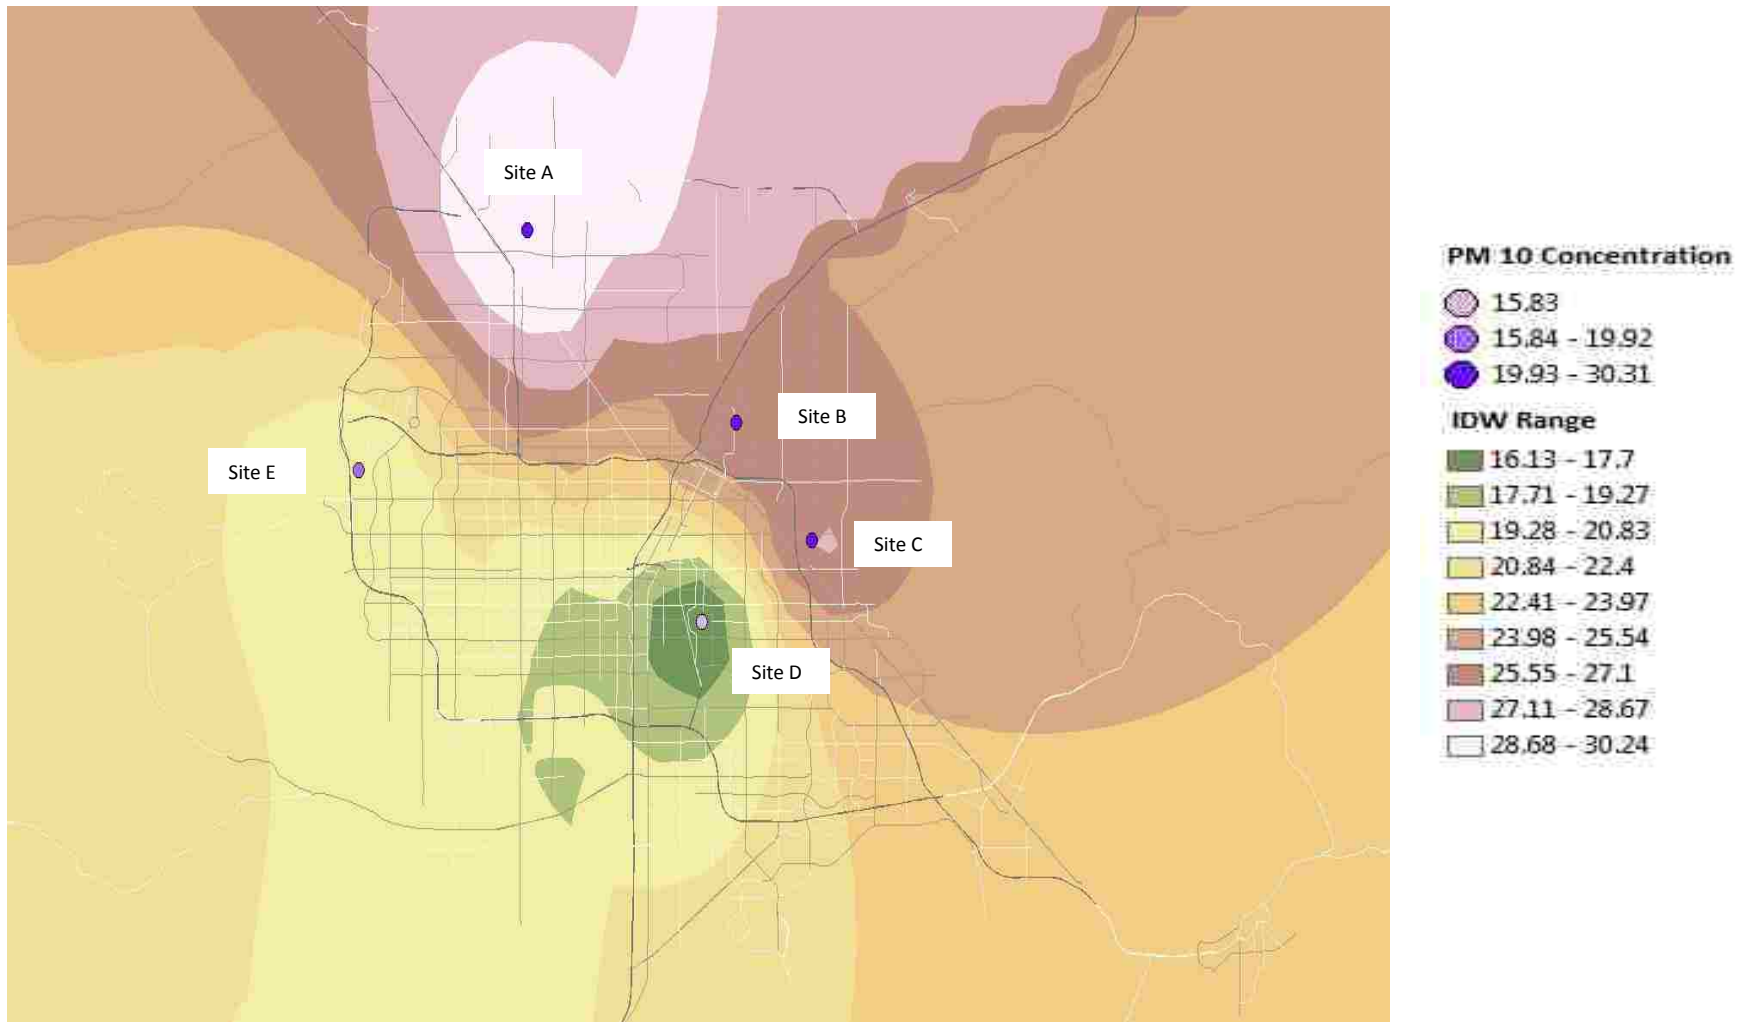 Site A
Site B
Site E
Site C
Site D
PM 10 Concentration
15.83
15.84 - 19.92
19.93 - 30.31
IDW Range
16.13 - 17.7
17.71 - 19.27
19.28 - 20.83
20.84 - 22.4
22.41 - 23.97
23.98 - 25.54
25.55 - 27.1
27.11 - 28.67
28.68 - 30.24